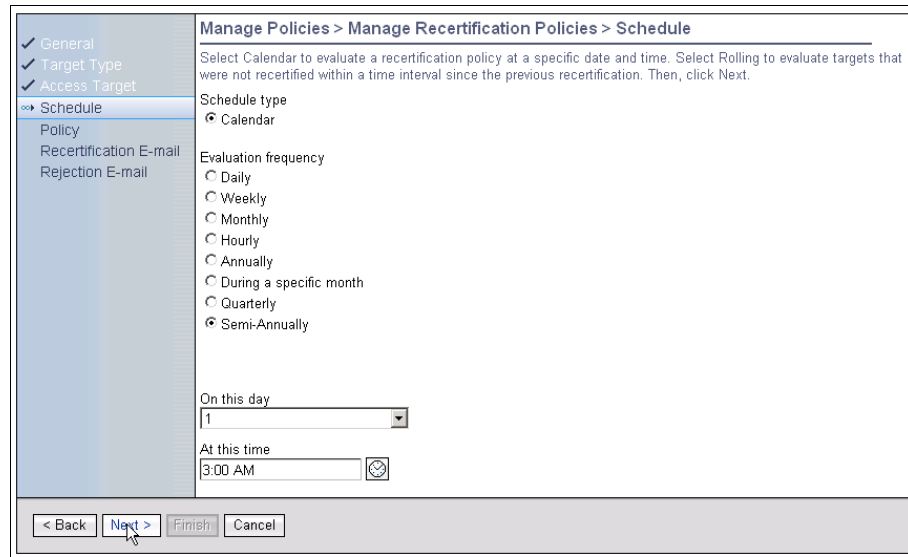 General
Target Type
Access Target
Schedule
Policy
Recertification E-mail
Rejection E-mail
Manage Policies > Manage Recertification Policies > Schedule
Select Calendar to evaluate a recertification policy at a specific date and time. Select Rolling to evaluate targets that
were not recertified within a time interval since the previous recertification. Then, click Next.
Schedule type
Calendar
Evaluation frequency
Daily
Weekly
Monthly
Hourly
Annually
During a specific month
Quarterly
Semi-Annually
On this day
1
At this time
3:00 AM
< Back Next > Finish Cancel